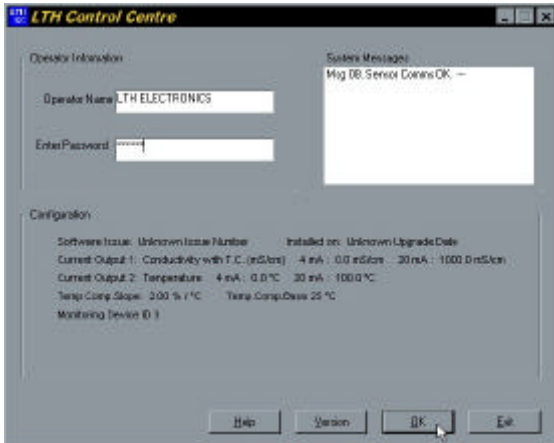 LTH Control Centre
Operator Information
Operator Name LTH ELECTRONICS
Enter Password
System Messages
Msg 08, Sensor Comms OK. ---
Configuration
Software Issue: Unknown Issue Number Installed on: Unknown Upgrade Date
Current Output 1: Conductivity with T.C. (mS/cm) 4 mA : 0.0 mS/cm 20 mA : 1000.0 mS/cm
Current Output 2: Temperature 4 mA : 0.0 °C 20 mA : 100.0 °C
Temp Comp Slope: 2.00 % / °C Temp Comp Base 25 °C
Monitoring Device ID
Help
Version
OK
Exit